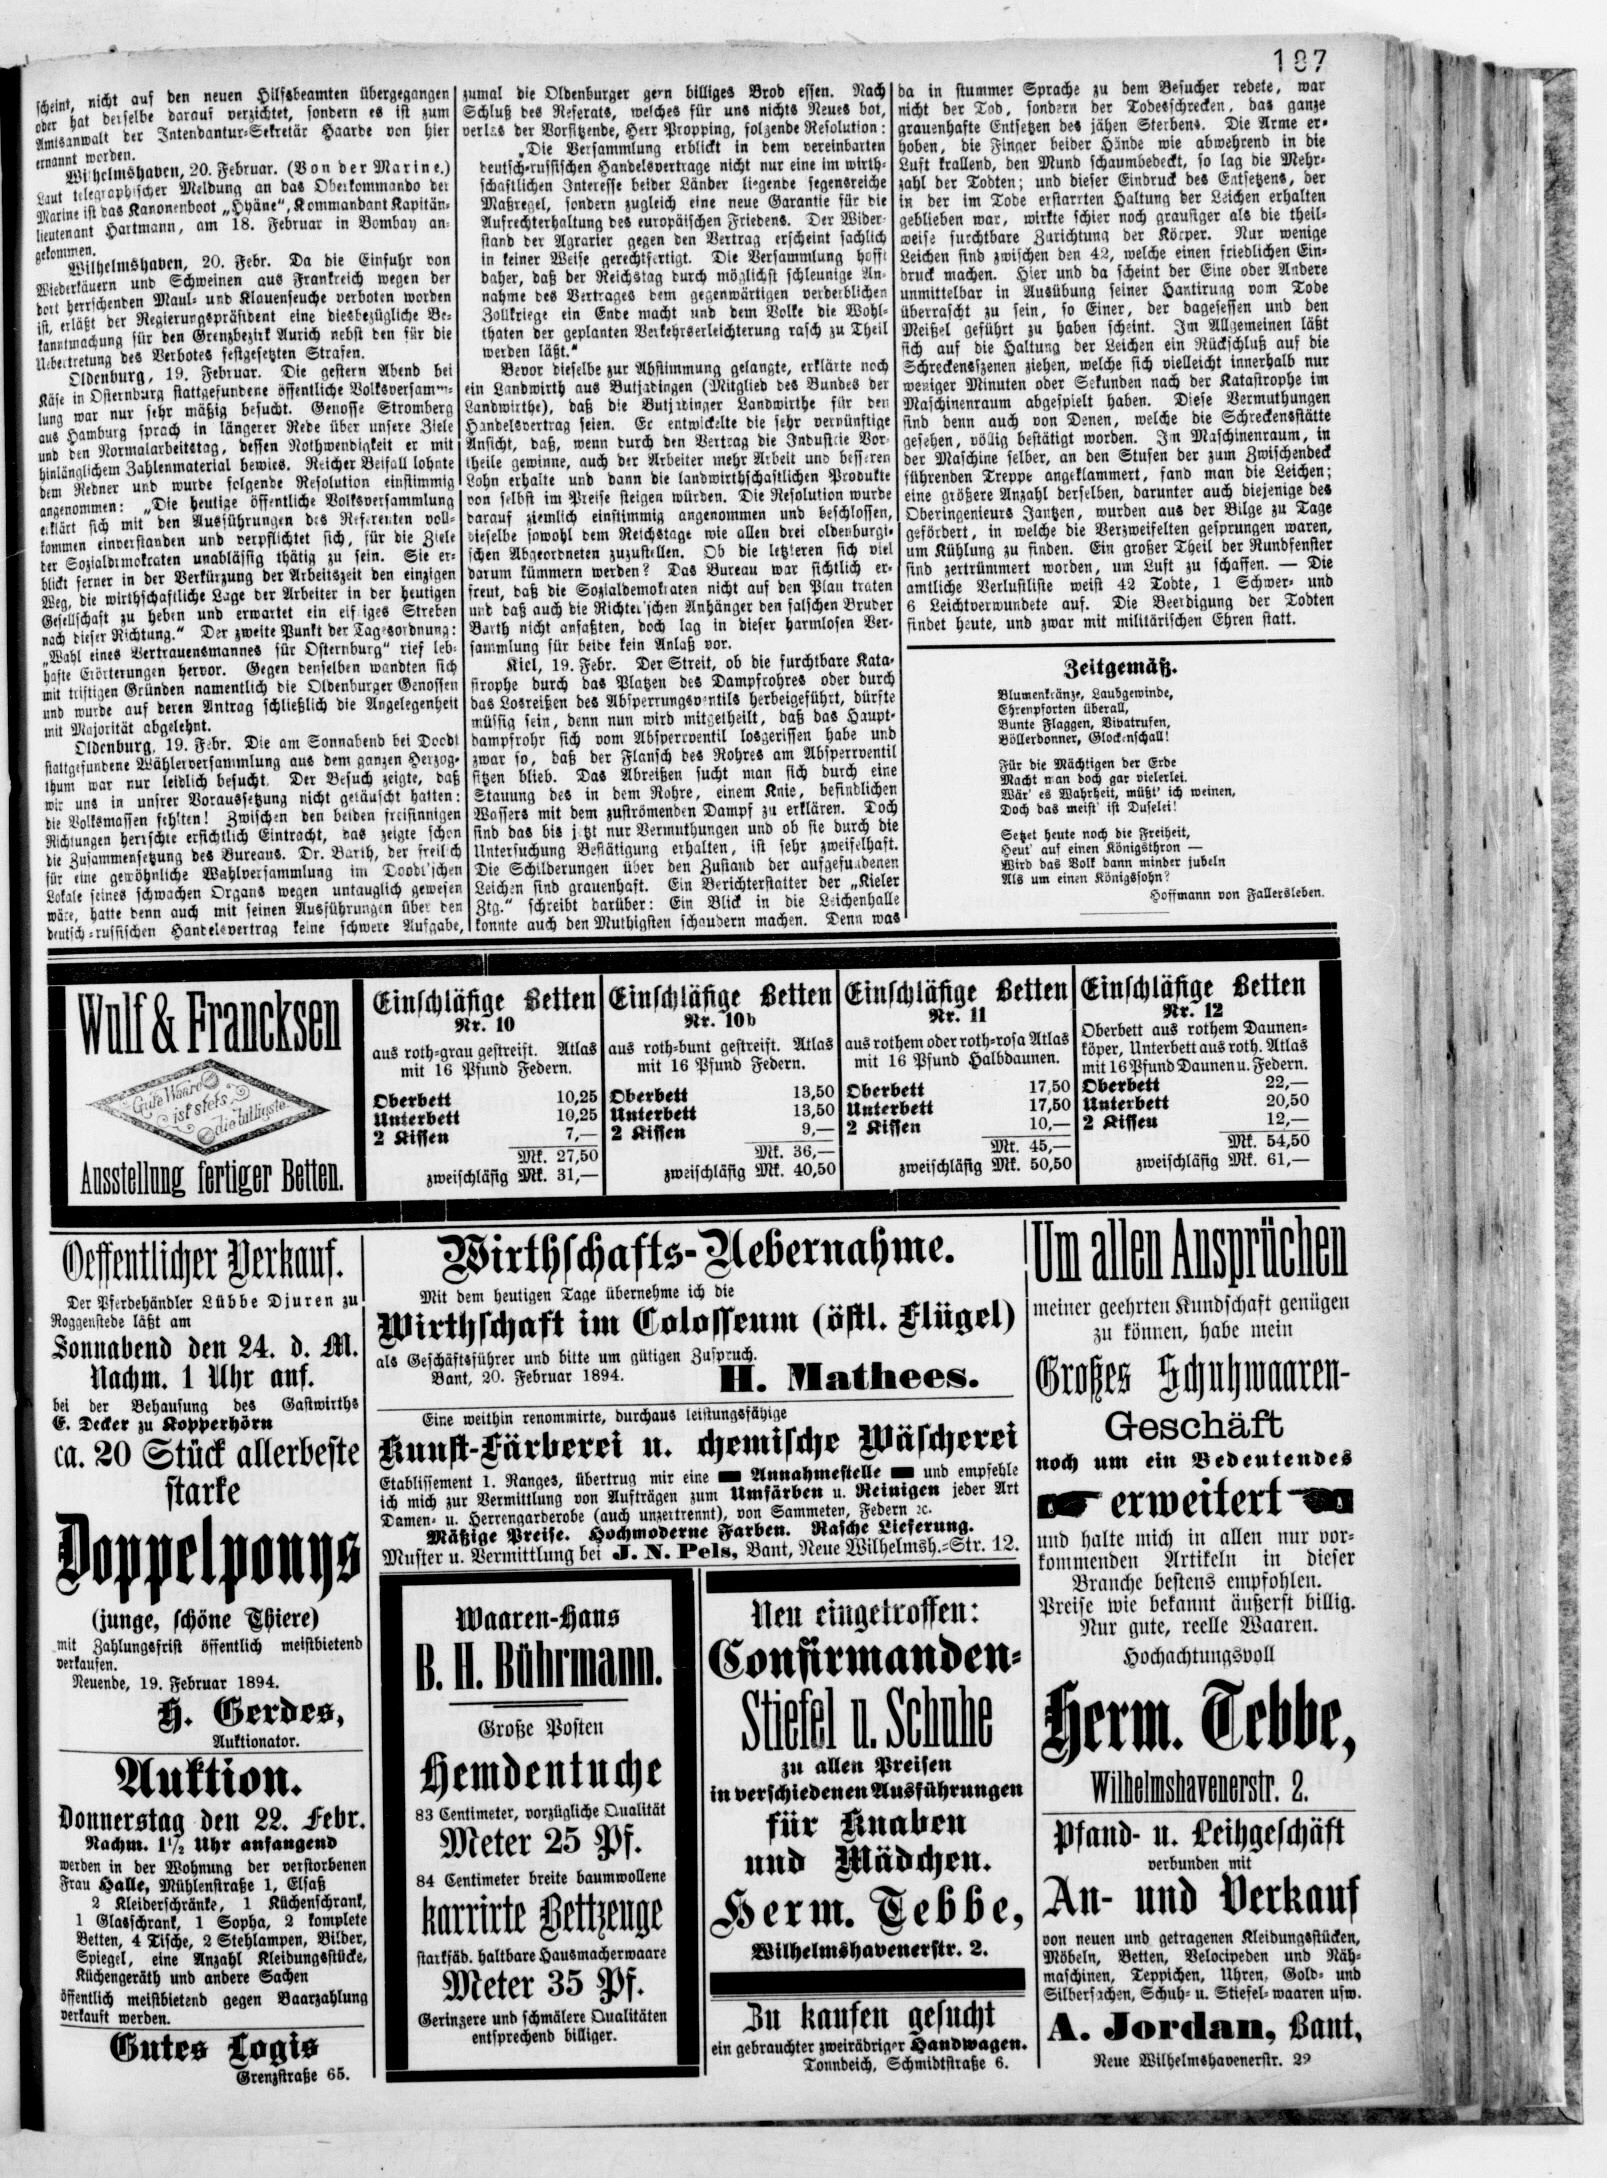 187
scheint, nicht auf den neuen Hilfsbeamten übergegangen
oder hat derselbe darauf verzichtet, sondern es ist zum
Amtsanwalt der Intendantur-Sekretär Haarde von hier
ernannt worden.
Wilhelmshaven, 20. Februar. (Von der Marine.)
Laut telegraphischer Meldung an das Oberkommando der
Marine ist das Kanonenboot „Hyäne“, Kommandant Kapitän-
lieutenant Hartmann, am 18. Februar in Bombay an-
gekommen.
Wilhelmshaven, 20. Febr. Da die Einfuhr von
Wiederkäuern und Schweinen aus Frankreich wegen der
dort herrschenden Maul- und Klauenseuche verboten worden
ist, erläßt der Regierungspräsident eine diesbezügliche Be-
kanntmachung für den Grenzbezirk Aurich nebst den für die
Uebertretung des Verbotes festgesetzten Strafen.
Oldenburg, 19. Februar. Die gestern Abend bei
Käse in Osternburg stattgefundene öffentliche Volksversamm-
lung war nur sehr mäßig besucht. Genosse Stromberg
aus Hamburg sprach in längerer Rede über unsere Ziele
und den Normalarbeitstag, dessen Nothwendigkeit er mit
hinlänglichem Zahlenmaterial bewies. Reicher Beifall lohnte
dem Redner und wurde folgende Resolution einstimmig
angenommen: „Die heutige öffentliche Volksversammlung
erklärt sich mit den Ausführungen des Referenten voll-
kommen einverstanden und verpflichtet sich, für die Ziele
der Sozialdemokraten unablässig thätig zu sein. Sie er-
blickt ferner in der Verkürzung der Arbeitszeit den einzigen
Weg, die wirthschaftliche Lage der Arbeiter in der heutigen
Gesellschaft zu heben und erwartet ein eifriges Streben
nach dieser Richtung.“ Der zweite Punkt der Tagesordnung:
„Wahl eines Vertrauensmannes für Osternburg“ rief leb-
hafte Erörterungen hervor. Gegen denselben wandten sich
mit triftigen Gründen namentlich die Oldenburger Genossen
und wurde auf deren Antrag schließlich die Angelegenheit
mit Majorität abgelehnt.
Oldenburg, 19. Febr. Die am Sonnabend bei Doodt
stattgefundene Wählerversammlung aus dem ganzen Herzog-
thum war nur leidlich besucht. Der Besuch zeigte, daß
wir uns in unsrer Voraussetzung nicht getäuscht hatten:
die Volksmassen fehlten! Zwischen den beiden freisinnigen
Richtungen herrschte ersichtlich Eintracht, das zeigte schon
die Zusammensetzung des Bureaus. Dr. Barth, der freilich
für eine gewöhnliche Wahlversammlung im Doodt'schen
Lokale seines schwachen Organs wegen untauglich gewesen
wäre, hatte denn auch mit seinen Ausführungen über den
deutsch-russischen Handelsvertrag keine schwere Aufgabe,
zumal die Oldenburger gern billiges Brod essen. Nach
Schluß des Referats, welches für uns nichts Neues bot,
verlas der Vorsitzende, Herr Propping, folgende Resolution:
„Die Versammlung erblickt in dem vereinbarten
deutsch-russischen Handelsvertrage nicht nur eine im wirth-
schaftlichen Interesse beider Länder liegende segensreiche
Maßregel, sondern zugleich eine neue Garantie für die
Aufrechterhaltung des europäischen Friedens. Der Wider-
stand der Agrarier gegen den Vertrag erscheint sachlich
in keiner Weise gerechtfertigt. Die Versammlung hofft
daher, daß der Reichstag durch möglichst schleunige An-
nahme des Vertrages dem gegenwärtigen verderblichen
Zollkriege ein Ende macht und dem Volke die Wohl-
thaten der geplanten Verkehrserleichterung rasch zu Theil
werden läßt.“
Bevor dieselbe zur Abstimmung gelangte, erklärte noch
ein Landwirth aus Butjadingen (Mitglied des Bundes der
Landwirthe), daß die Butjadinger Landwirthe für den
Handelsvertrag seien. Er entwickelte die sehr vernünftige
Ansicht, daß, wenn durch den Vertrag die Industrie Vor-
theile gewinne, auch der Arbeiter mehr Arbeit und besseren
Lohn erhalte und dann die landwirthschaftlichen Produkte
von selbst im Preise steigen würden. Die Resolution wurde
darauf ziemlich einstimmig angenommen und beschlossen,
dieselbe sowohl dem Reichstage wie allen drei oldenburgi-
schen Abgeordneten zuzustellen. Ob die letzteren sich viel
darum kümmern werden? Das Bureau war sichtlich er-
freut, daß die Sozialdemokraten nicht auf den Plan traten
und daß auch die Richter'schen Anhänger den falschen Bruder
Barth nicht anfaßten, doch lag in dieser harmlosen Ver-
sammlung für beide kein Anlaß vor.
Kiel, 19. Febr. Der Streit, ob die furchtbare Kata-
strophe durch das Platzen des Dampfrohres oder durch
das Losreißen des Absperrungsventils herbeigeführt, dürfte
müssig sein, denn nun wird mitgetheilt, daß das Haupt-
dampfrohr sich vom Absperrventil losgerissen habe und
zwar so, daß der Flansch des Rohres am Absperrventil
sitzen blieb. Das Abreißen sucht man sich durch eine
Stauung des in dem Rohre, einem Knie, befindlichen
Wassers mit dem zuströmenden Dampf zu erklären. Doch
sind das bis jetzt nur Vermuthungen und ob sie durch die
Untersuchung Bestätigung erhalten, ist sehr zweifelhaft.
Die Schilderungen über den Zustand der aufgefundenen
Leichen sind grauenhaft. Ein Berichterstatter der „Kieler
Ztg.“ schreibt darüber: Ein Blick in die Leichenhalle
konnte auch den Muthigsten schaudern machen. Denn was
da in stummer Sprache zu dem Besucher redete, war
nicht der Tod, sondern der Todesschrecken, das ganze
grauenhafte Entsetzen des jähen Sterbens. Die Arme er-
hoben, die Finger beider Hände wie abwehrend in die
Luft krallend, den Mund schaumbedeckt, so lag die Mehr-
zahl der Todten; und dieser Eindruck des Entsetzens, der
in der im Tode erstarrten Haltung der Leichen erhalten
geblieben war, wirkte schier noch grausiger als die theil-
weise furchtbare Zurichtung der Körper. Nur wenige
Leichen sind zwischen den 42, welche einen friedlichen Ein-
druck machen. Hier und da scheint der Eine oder Andere
unmittelbar in Ausübung seiner Hantirung vom Tode
überrascht zu sein, so Einer, der dagesessen und den
Meißel geführt zu haben scheint. Im Allgemeinen läßt
sich auf die Haltung der Leichen ein Rückschluß auf die
Schreckensszenen ziehen, welche sich vielleicht innerhalb nur
weniger Minuten oder Sekunden nach der Katastrophe im
Maschinenraum abgespielt haben. Diese Vermuthungen
sind denn auch von Denen, welche die Schreckensstätte
gesehen, völlig bestätigt worden. Im Maschinenraum, in
der Maschine selber, an den Stufen der zum Zwischendeck
führenden Treppe angeklammert, fand man die Leichen;
eine größere Anzahl derselben, darunter auch diejenige des
Oberingenieurs Jantzen, wurden aus der Bilge zu Tage
gefördert, in welche die Verzweifelten gesprungen waren,
um Kühlung zu finden. Ein großer Theil der Rundfenster
sind zertrümmert worden, um Luft zu schaffen. — Die
amtliche Verlustliste weist 42 Todte, 1 Schwer- und
6 Leichtverwundete auf. Die Beerdigung der Todten
findet heute, und zwar mit militärischen Ehren statt.
Zeitgemäß.
Blumenkränze, Laubgewinde,
Ehrenpforten überall,
Bunte Flaggen, Vivatrufen,
Böllerdonner, Glockenschall!
Für die Mächtigen der Erde
Macht man doch gar vielerlei.
Wär' es Wahrheit, müßt' ich weinen,
Doch das meist' ist Duselei!
Setzet heute noch die Freiheit,
Heut' auf einen Königsthron —
Wird das Volk dann minder jubeln
Als um einen Königssohn?
Hoffmann von Fallersleben.
Wulf & Francksen
Gute Waare
ist stets
die billigste.
Ausstellung fertiger Betten.
Einschläfige Betten
Nr. 10
aus roth-grau gestreift. Atlas
mit 16 Pfund Federn.
Oberbett 10,25
Unterbett 10,25
2 Kissen 7,—
Mk. 27,50
zweischläfig Mk. 31,—
Einschläfige Betten
Nr. 10b
aus roth-bunt gestreift. Atlas
mit 16 Pfund Federn.
Oberbett 13,50
Unterbett 13,50
2 Kissen 9,—
Mk. 36,—
zweischläfig Mk. 40,50
Einschläfige Betten
Nr. 11
aus rothem oder roth-rosa Atlas
mit 16 Pfund Halbdaunen.
Oberbett 17,50
Unterbett 17,50
2 Kissen 10,—
Mk. 45,—
zweischläfig Mk. 50,50
Einschläfige Betten
Nr. 12
Oberbett aus rothem Daunen-
köper, Unterbett aus roth. Atlas
mit 16 Pfund Daunen u. Federn.
Oberbett 22,—
Unterbett 20,50
2 Kissen 12,—
Mk. 54,50
zweischläfig Mk. 61,—
Oeffentlicher Verkauf.
Der Pferdehändler Lübbe Djuren zu
Roggenstede läßt am
Sonnabend den 24. d. M.
Nachm. 1 Uhr anf.
bei der Behausung des Gastwirths
E. Decker zu Kopperhörn
ca. 20 Stück allerbeste
starke
Doppelponys
(junge, schöne Thiere)
mit Zahlungsfrist öffentlich meistbietend
verkaufen.
Neuende, 19. Februar 1894.
H. Gerdes,
Auktionator.
Auktion.
Donnerstag den 22. Febr.
Nachm. 1½ Uhr anfangend
werden in der Wohnung der verstorbenen
Frau Halle, Mühlenstraße 1, Elsaß
2 Kleiderschränke, 1 Küchenschrank,
1 Glasschrank, 1 Sopha, 2 komplete
Betten, 4 Tische, 2 Stehlampen, Bilder,
Spiegel, eine Anzahl Kleidungsstücke,
Küchengeräth und andere Sachen
öffentlich meistbietend gegen Baarzahlung
verkauft werden.
Gutes Logis
Grenzstraße 65.
Wirthschafts-Uebernahme.
Mit dem heutigen Tage übernehme ich die
Wirthschaft im Colosseum (östl. Flügel)
als Geschäftsführer und bitte um gütigen Zuspruch.
Bant, 20. Februar 1894.
H. Mathees.
Eine weithin renommirte, durchaus leistungsfähige
Kunst-Färberei u. chemische Wäscherei
Etablissement 1. Ranges, übertrug mir eine Annahmestelle und empfehle
ich mich zur Vermittlung von Aufträgen zum Umfärben u. Reinigen jeder Art
Damen- u. Herrengarderobe (auch unzertrennt), von Sammeten, Federn ꝛc.
Mäßige Preise. Hochmoderne Farben. Rasche Lieferung.
Muster u. Vermittlung bei J. N. Pels, Bant, Neue Wilhelmsh.-Str. 12.
Waaren-Haus
B. H. Bührmann.
Große Posten
Hemdentuche
83 Centimeter, vorzügliche Qualität
Meter 25 Pf.
84 Centimeter breite baumwollene
karrirte Bettzeuge
starkfäd. haltbare Hausmacherwaare
Meter 35 Pf.
Geringere und schmälere Qualitäten
entsprechend billiger.
Neu eingetroffen:
Confirmanden-
Stiefel u. Schuhe
zu allen Preisen
in verschiedenen Ausführungen
für Knaben
und Mädchen.
Herm. Tebbe,
Wilhelmshavenerstr. 2.
Zu kaufen gesucht
ein gebrauchter zweirädriger Handwagen.
Tonndeich, Schmidtstraße 6.
Um allen Ansprüchen
meiner geehrten Kundschaft genügen
zu können, habe mein
Großes Schuhwaaren-
Geschäft
noch um ein Bedeutendes
erweitert
und halte mich in allen nur vor-
kommenden Artikeln in dieser
Branche bestens empfohlen.
Preise wie bekannt äußerst billig.
Nur gute, reelle Waaren.
Hochachtungsvoll
Herm. Tebbe,
Wilhelmshavenerstr. 2.
Pfand- u. Leihgeschäft
verbunden mit
An- und Verkauf
von neuen und getragenen Kleidungsstücken,
Möbeln, Betten, Velocipeden und Näh-
maschinen, Teppichen, Uhren, Gold- und
Silbersachen, Schuh- u. Stiefel-waaren usw.
A. Jordan, Bant,
Neue Wilhelmshavenerstr. 29